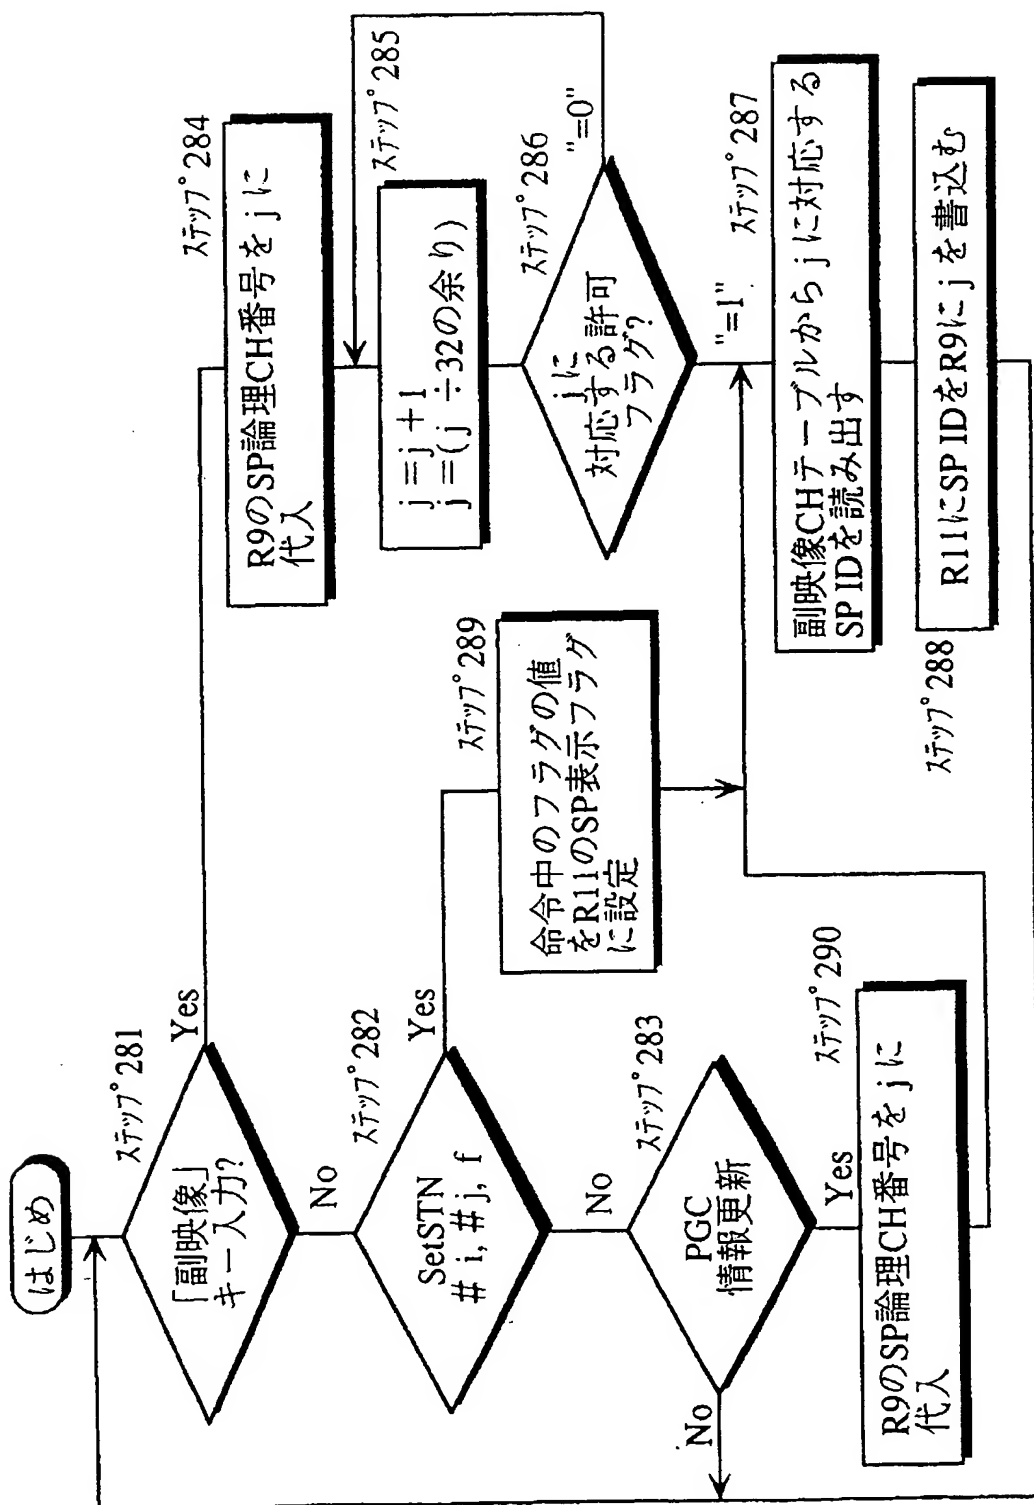 はじめ
ステップ281
「副映像」
キー入力?
Yes
No
ステップ282
SetSTN
# i, # j, f
Yes
No
ステップ283
PGC
情報更新
No
Yes
ステップ290
R9のSP論理CH番号をjに
代入
ステップ289
命令中のフラグの値
をR11のSP表示フラグ
に設定
ステップ284
R9のSP論理CH番号をjに
代入
ステップ285
j=j+1
j=(j÷32の余り)
ステップ286
jに
対応する許可
フラグ?
"=0"
"=1"
ステップ287
副映像CHテーブルからjに対応する
SP IDを読み出す
ステップ288
R11にSP IDをR9にjを書込む